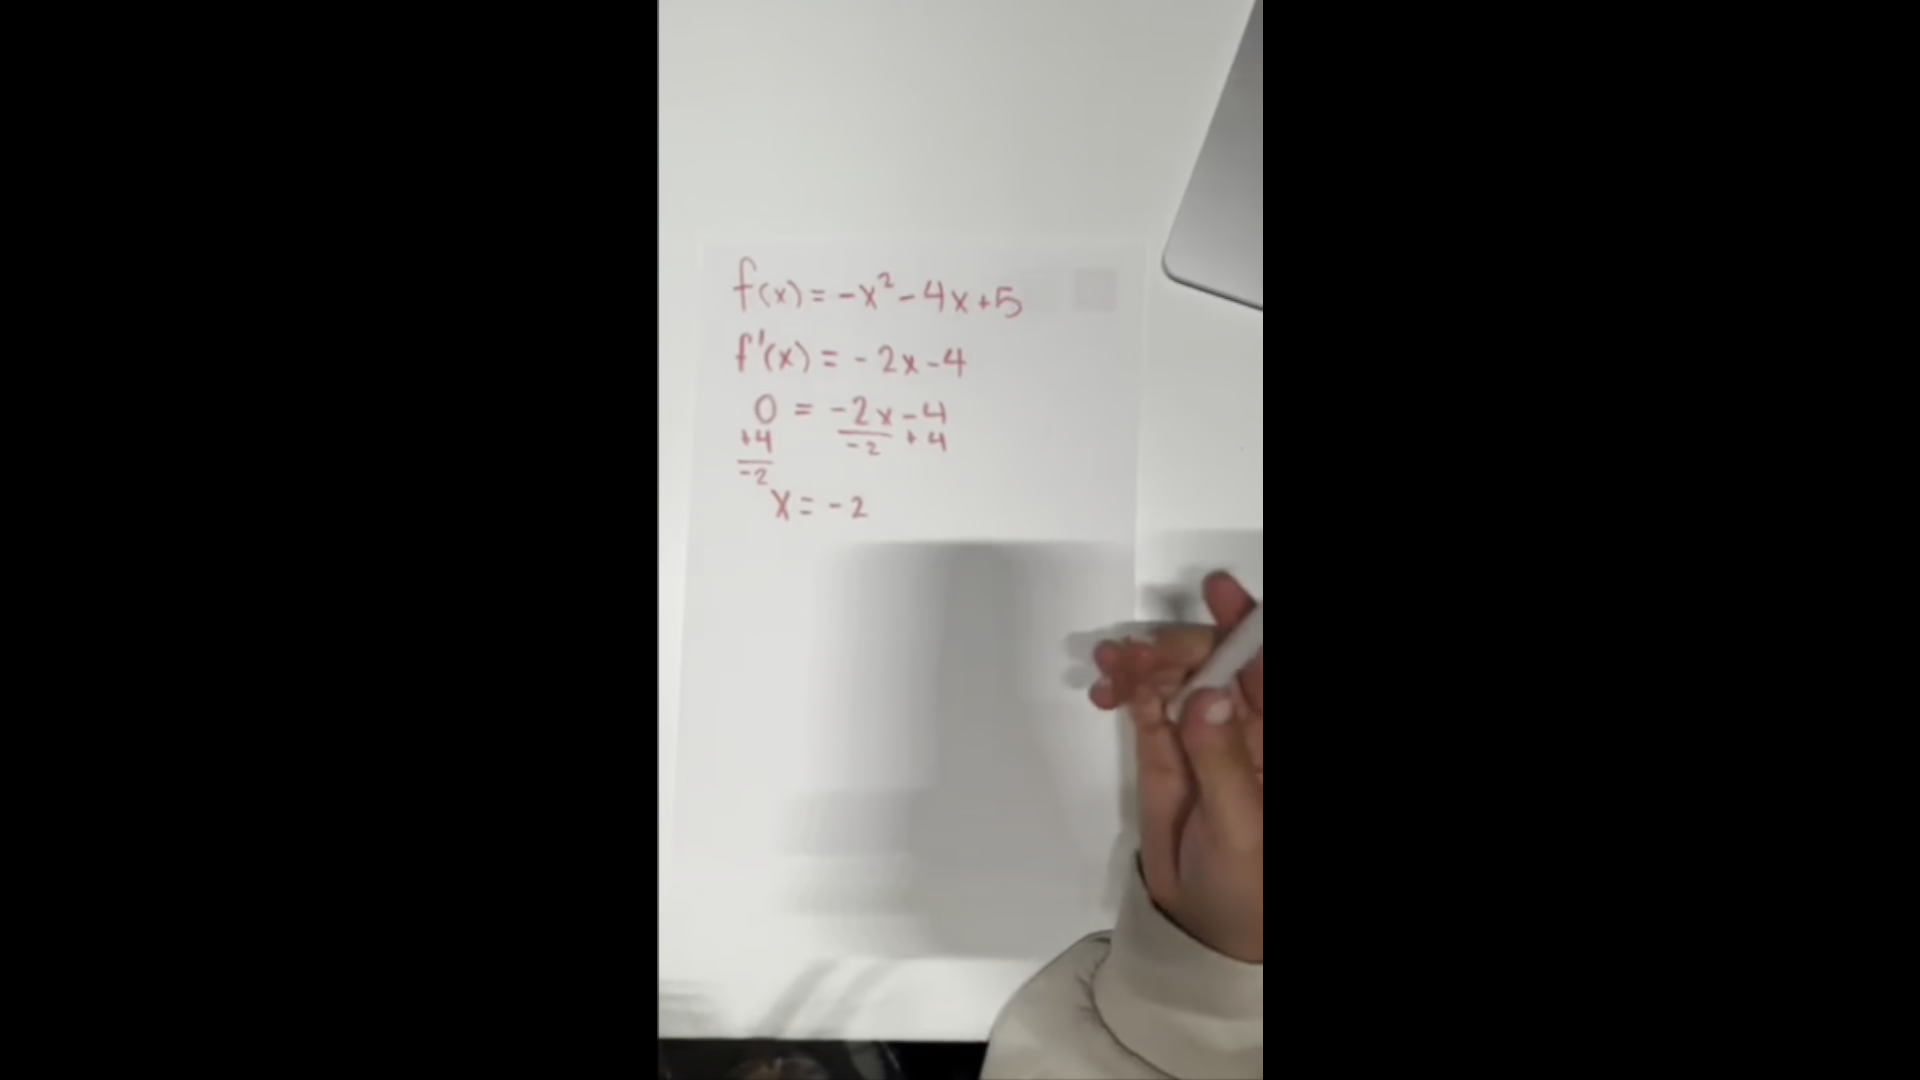 f(x) = -x² - 4x + 5
f'(x) = -2x - 4
0 = -2x - 4
+4 -2 +4
-2
x = -2